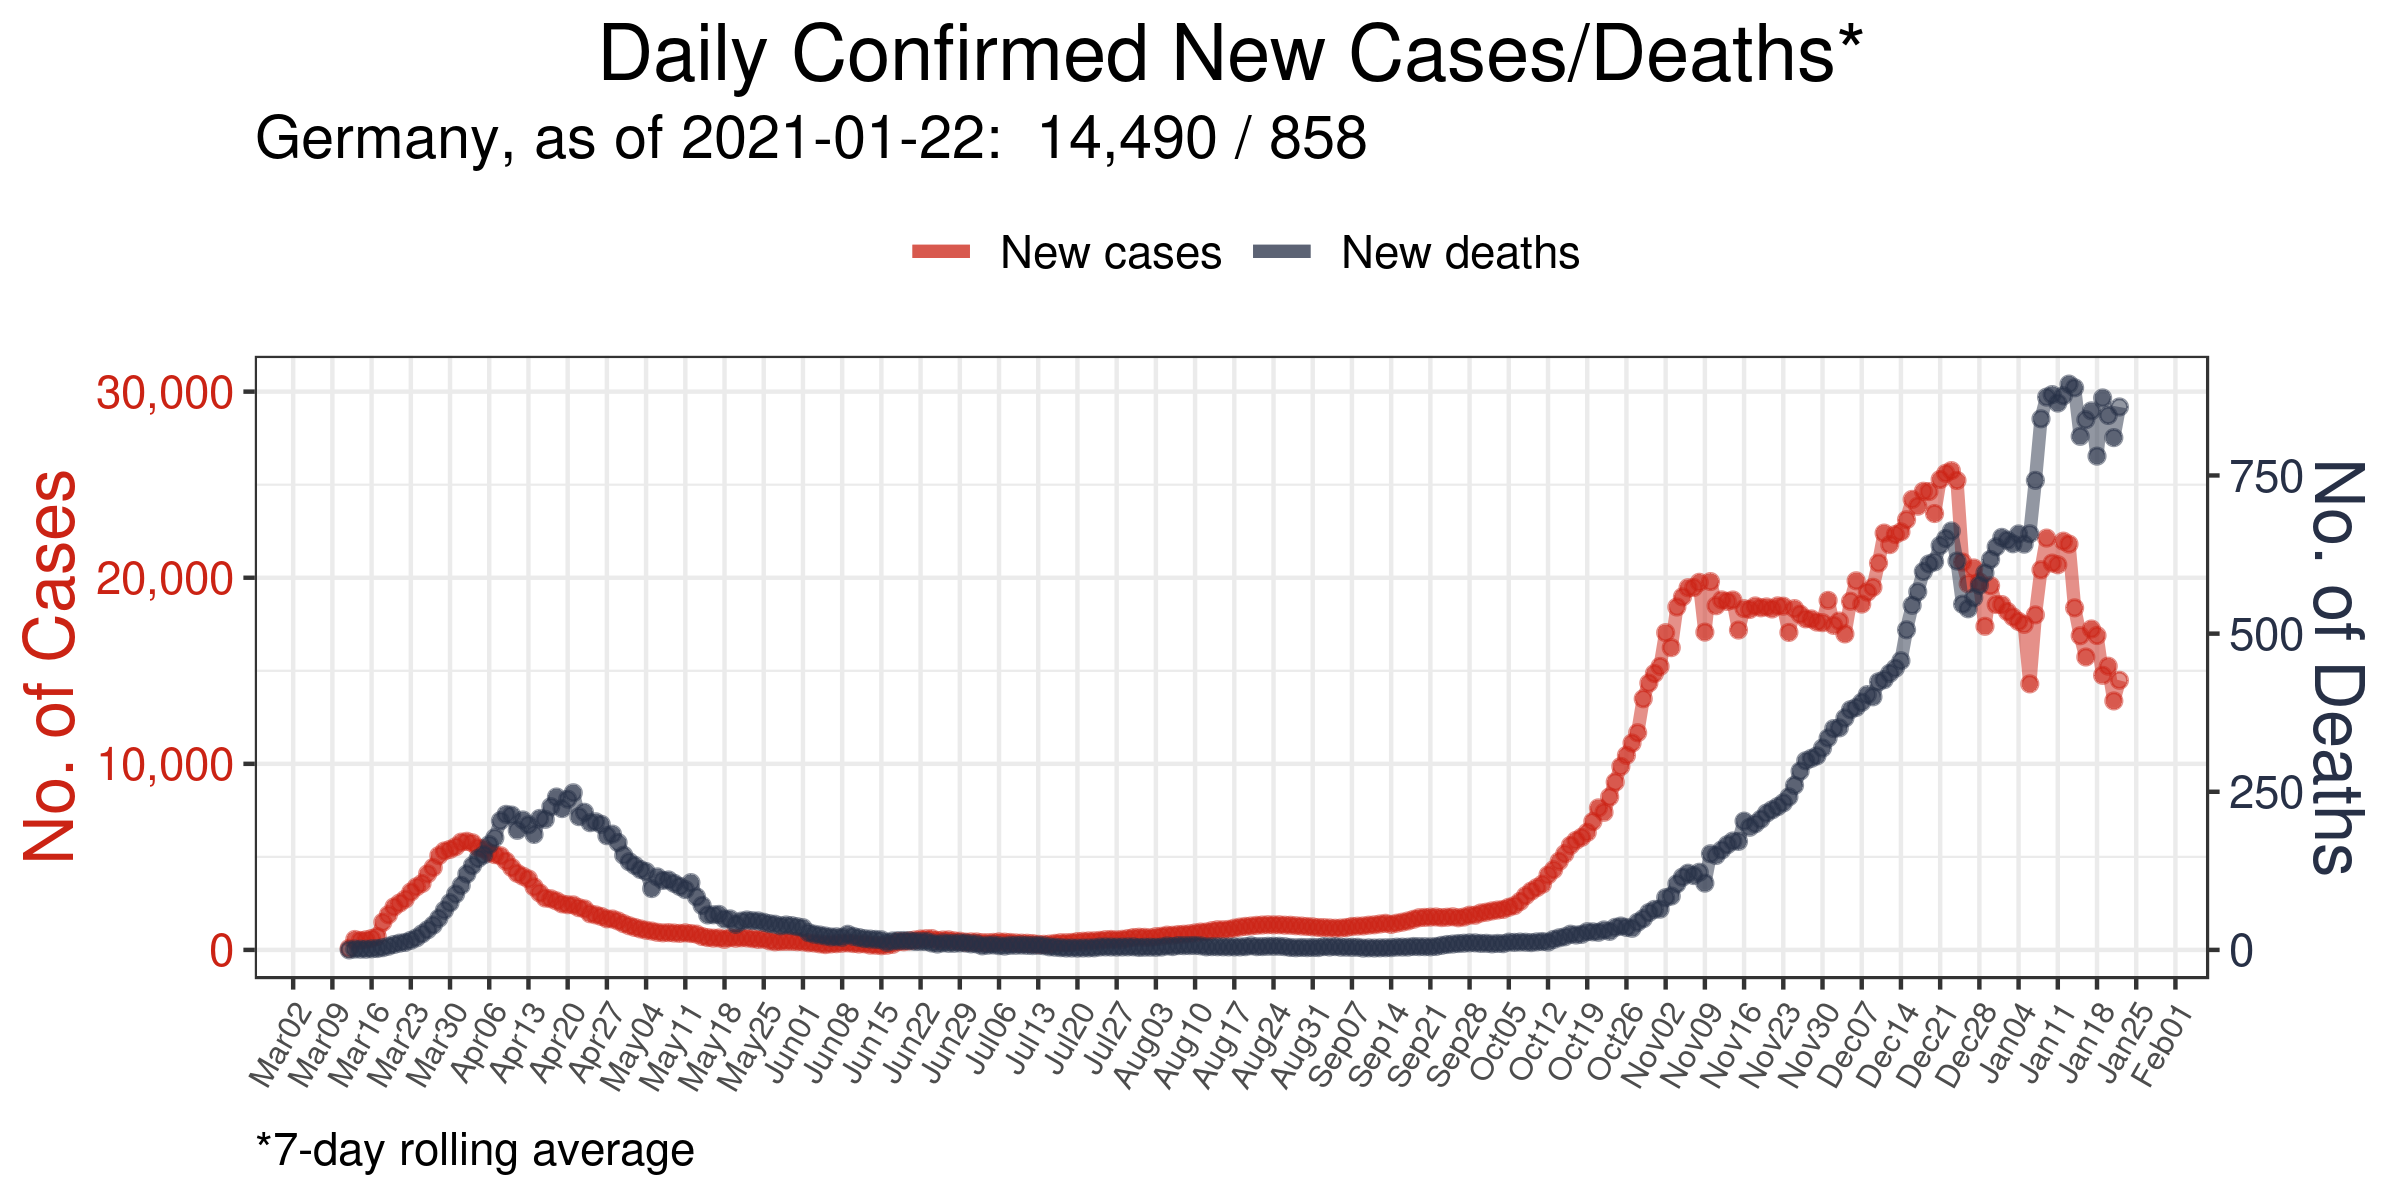 Daily Confirmed New Cases/Deaths*
Germany, as of 2021-01-22:  14,490 / 858
New cases
New deaths
No. of Cases
30,000
20,000
10,000
0
750
500
250
0
No. of Deaths
Mar02
Mar09
Mar16
Mar23
Mar30
Apr06
Apr13
Apr20
Apr27
May04
May11
May18
May25
Jun01
Jun08
Jun15
Jun22
Jun29
Jul06
Jul13
Jul20
Jul27
Aug03
Aug10
Aug17
Aug24
Aug31
Sep07
Sep14
Sep21
Sep28
Oct05
Oct12
Oct19
Oct26
Nov02
Nov09
Nov16
Nov23
Nov30
Dec07
Dec14
Dec21
Dec28
Jan04
Jan11
Jan18
Jan25
Feb01
*7-day rolling average